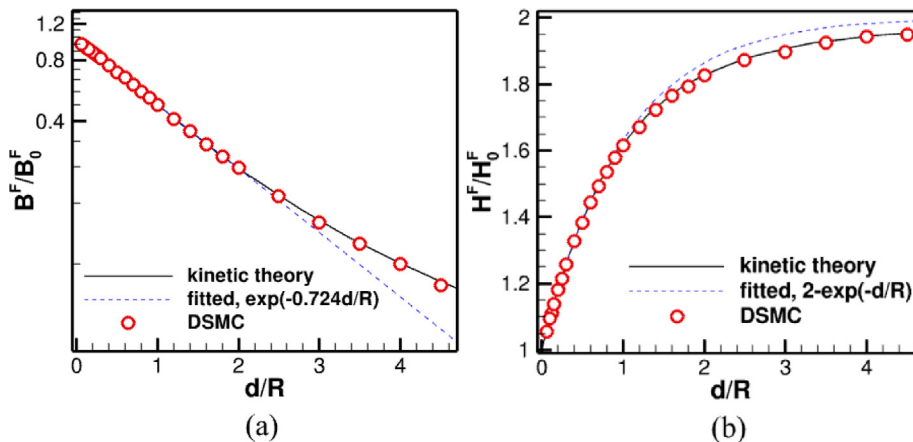 1.2
0.8
0.4
B^F/B_0^F
kinetic theory
fitted, exp(-0.724d/R)
DSMC
0 1 2 3 4
d/R
(a)
2
1.8
1.6
1.4
1.2
1
H^F/H_0^F
kinetic theory
fitted, 2-exp(-d/R)
DSMC
0 1 2 3 4
d/R
(b)